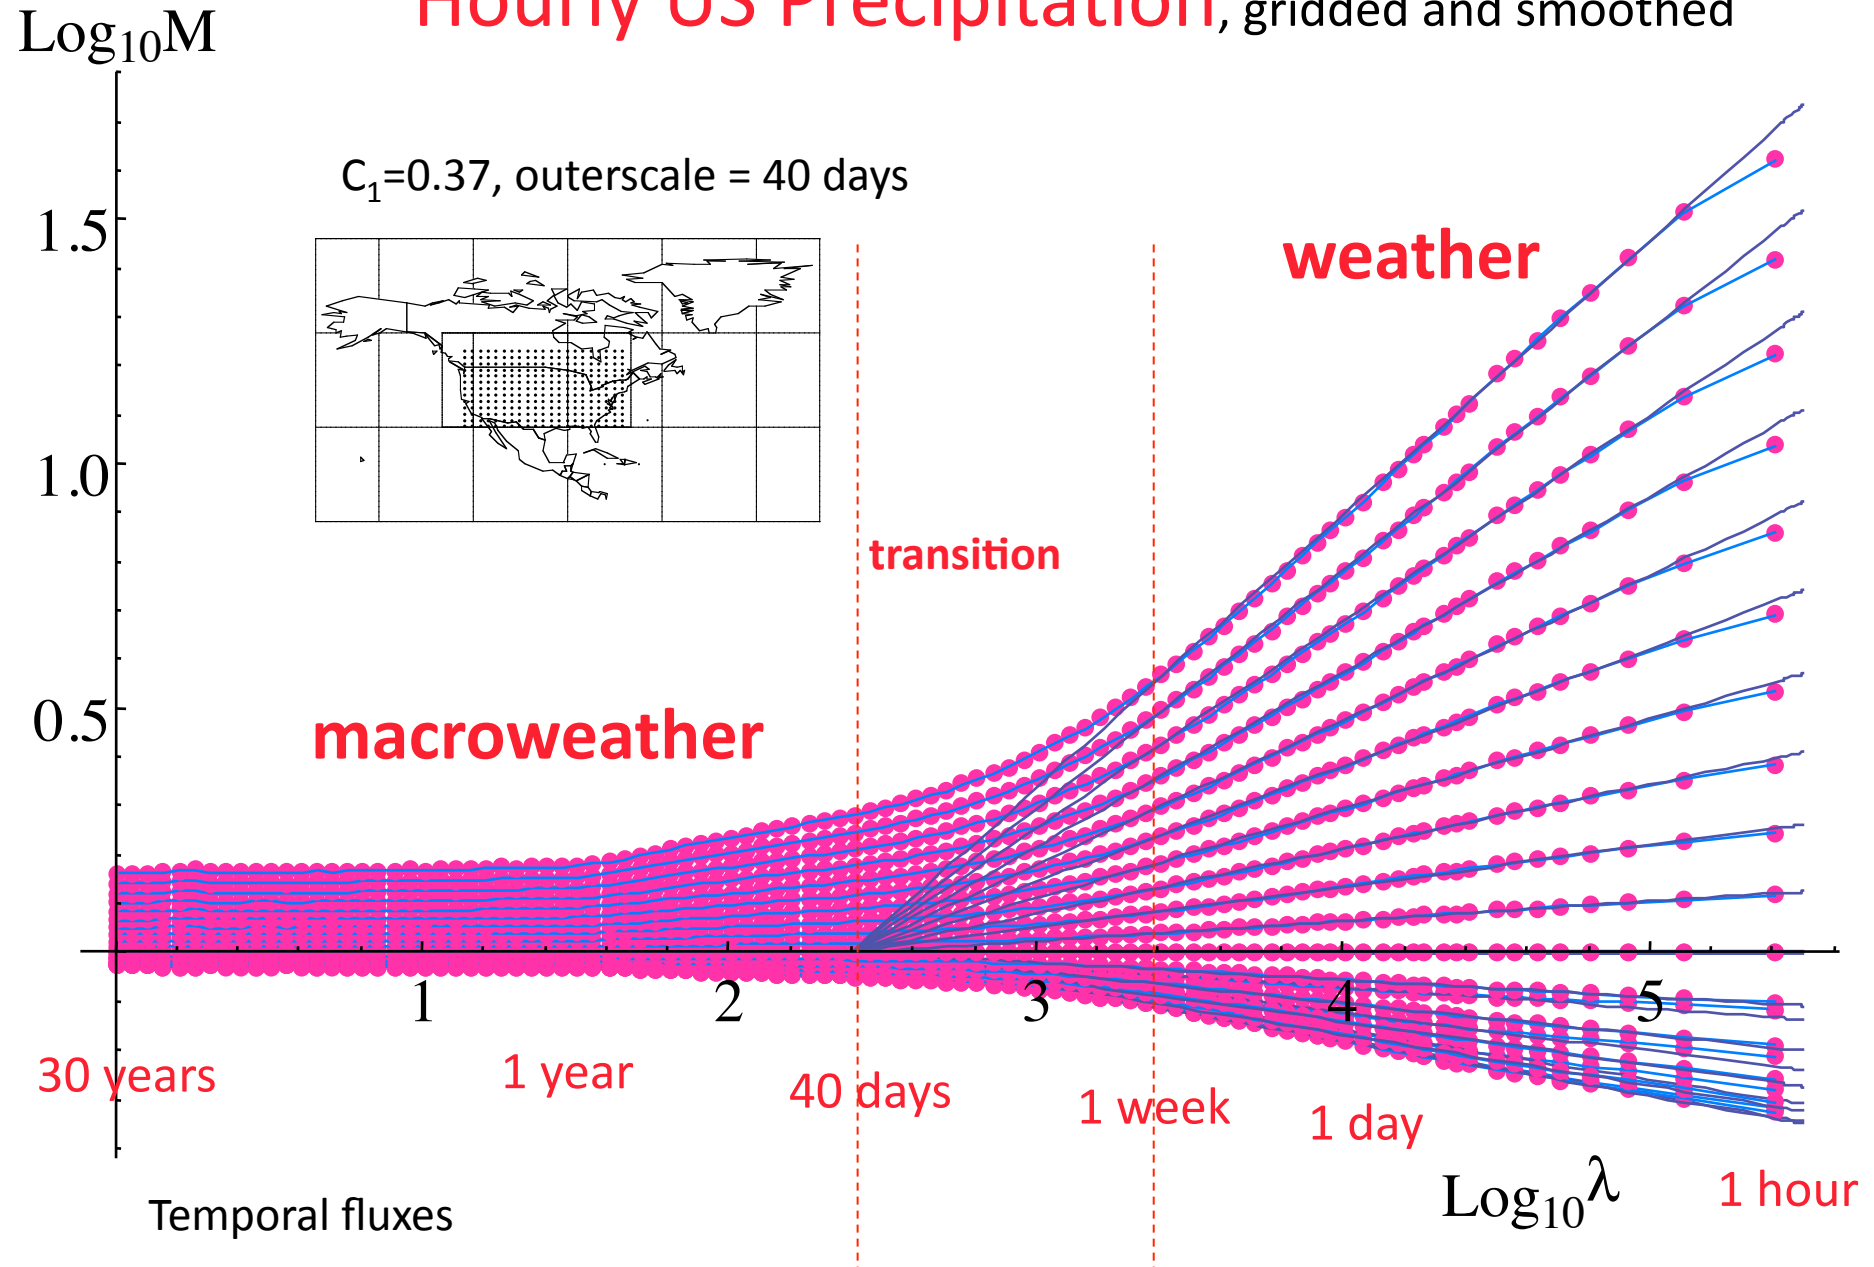 Hourly US Precipitation, gridded and smoothed
Log10M
C1=0.37, outerscale = 40 days
1.5
weather
1.0
transition
0.5
macroweather
1 2 3 4 5
30 years 1 year 40 days 1 week 1 day 1 hour
Log10λ
Temporal fluxes